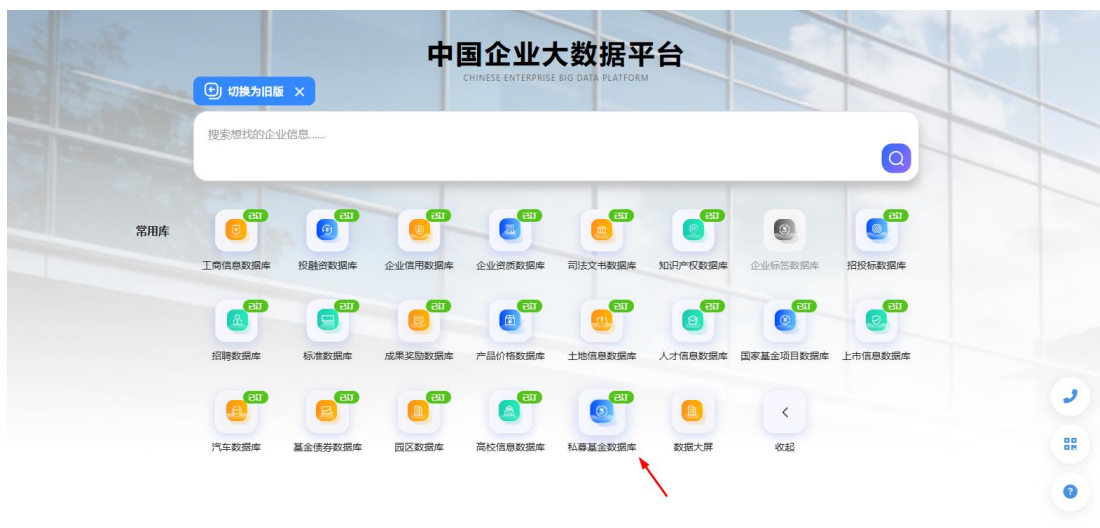 中国企业大数据平台
CHINESE ENTERPRISE BIG DATA PLATFORM
切换为旧版 ×
搜索想找的企业信息......
常用库
已订 已订 已订 已订 已订 已订 已订
工商信息数据库 投融资数据库 企业信用数据库 企业资质数据库 司法文书数据库 知识产权数据库 企业标签数据库 招投标数据库
已订 已订 已订 已订 已订 已订 已订 已订
招聘数据库 标准数据库 成果奖励数据库 产品价格数据库 土地信息数据库 人才信息数据库 国家基金项目数据库 上市信息数据库
已订 已订 已订 已订 已订
汽车数据库 基金债券数据库 园区数据库 高校信息数据库 私募基金数据库 数据大屏 收起